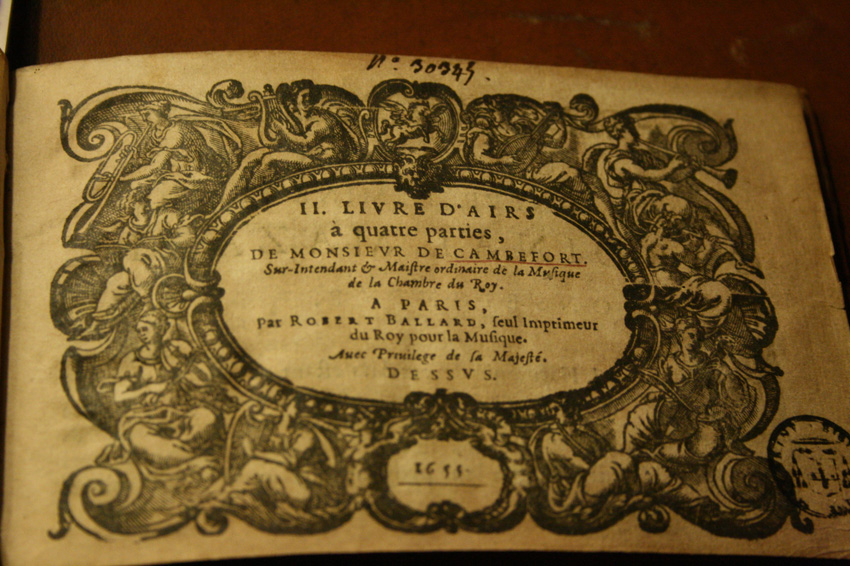 Nº 30345.
II. LIVRE D'AIRS
à quatre parties,
DE MONSIEVR DE CAMBEFORT,
Sur-Intendant & Maiſtre ordinaire de la Muſique
de la Chambre du Roy.
A PARIS,
Par ROBERT BALLARD, ſeul Imprimeur
du Roy pour la Muſique.
Auec Priuilege de ſa Majeſté.
DESSVS.
1655.